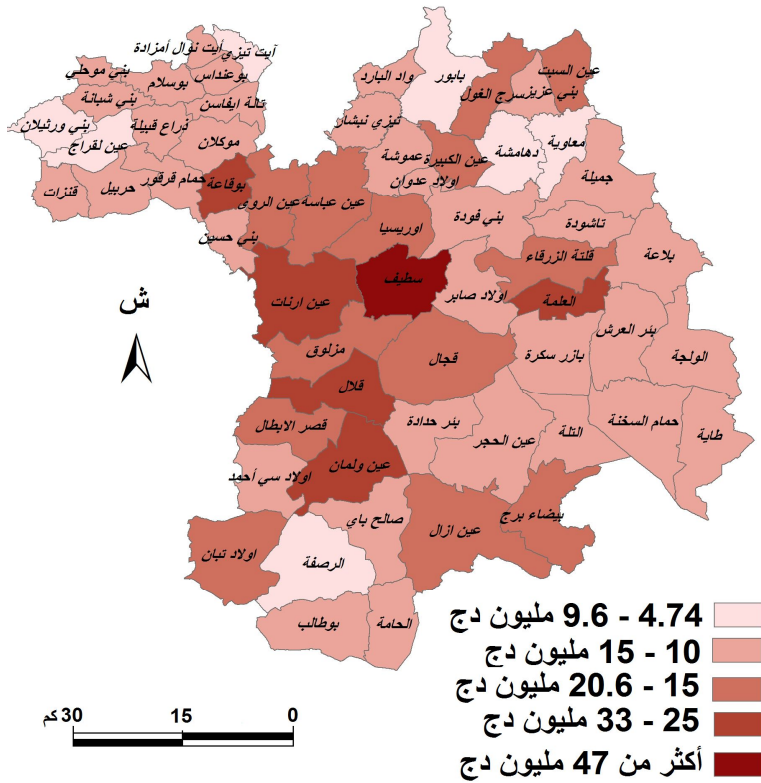 آيت نوال أمزادة
آيت تيزي
بني موحلي
بوسلام
بوعنداس
بني شبانة
تالة ايفاسن
بني ورثيلان
عين لقراج
ذراع قبيلة
موكلان
قنزات
حربيل
حمام قرقور
بوقاعة
بني حسين
واد البارد
بابور
سرج الغول
بني عزيز
عين السبت
تيزي نبشار
عموشة
عين الكبيرة
دهامشة
معاوية
اولاد عدوان
جميلة
عين الروى
عين عباسة
اوريسيا
بني فودة
تاشودة
قلتة الزرقاء
بلاعة
عين ارنات
سطيف
اولاد صابر
العلمة
بئر العرش
الولجة
ش
مزلوق
قجال
بازر سكرة
قلال
قصر الابطال
بئر حدادة
عين الحجر
التلة
حمام السخنة
طاية
عين ولمان
اولاد سي أحمد
صالح باي
عين ازال
بيضاء برج
اولاد تبان
الرصفة
بوطالب
الحامة
4.74 - 9.6 مليون دج
10 - 15 مليون دج
15 - 20.6 مليون دج
25 - 33 مليون دج
أكثر من 47 مليون دج
0 15 30 كم